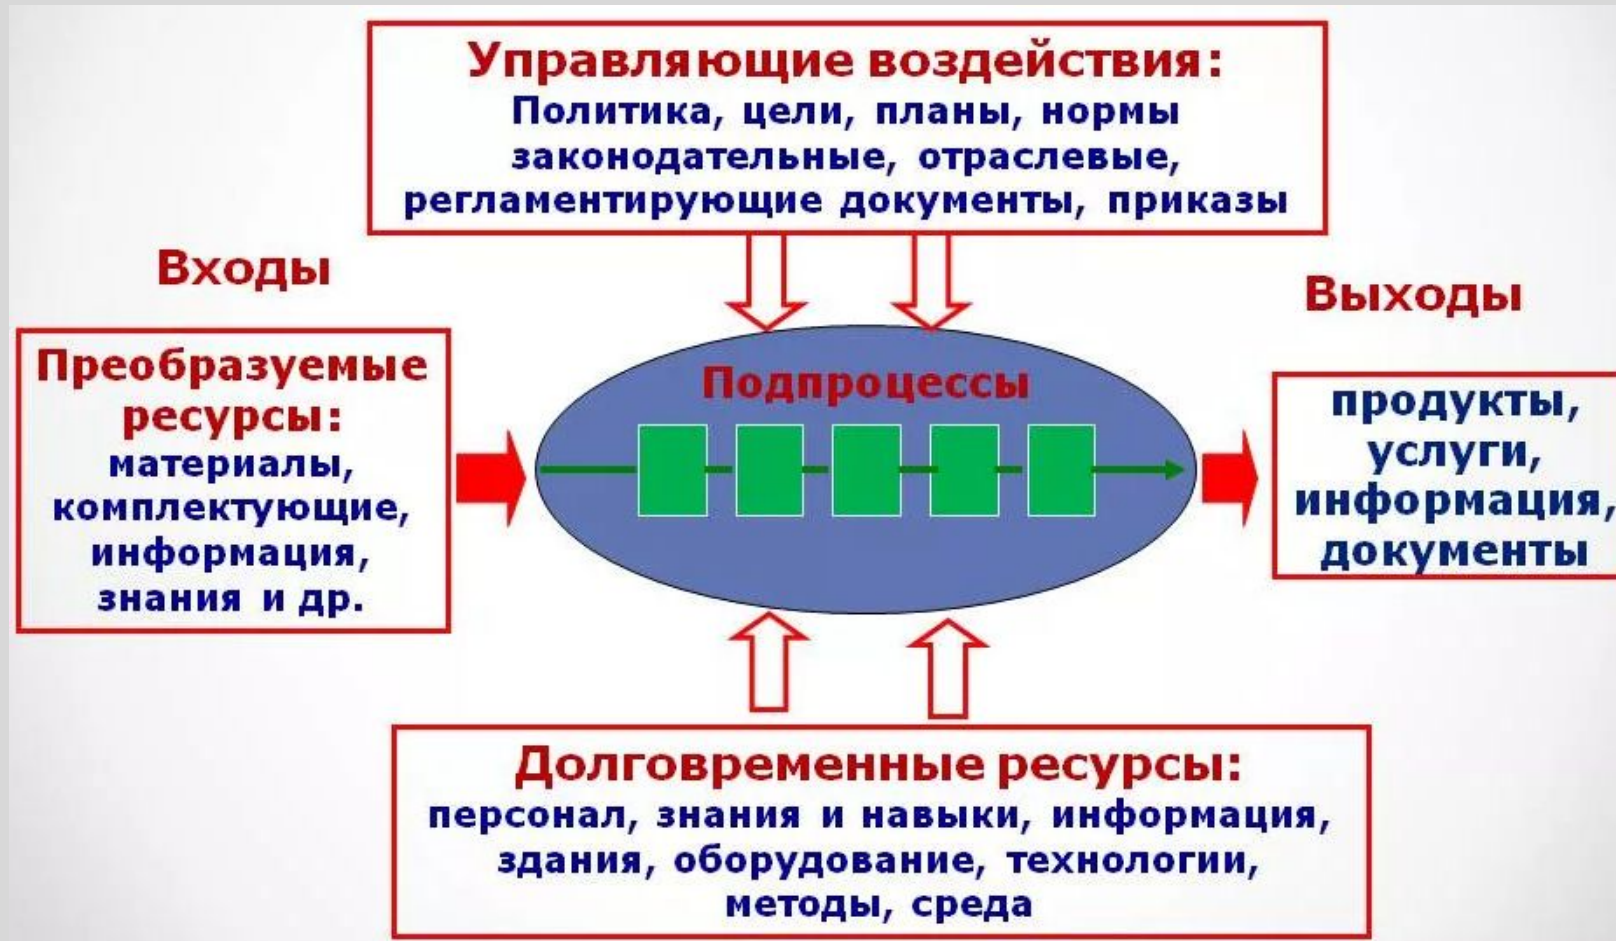 Управляющие воздействия:
Политика, цели, планы, нормы
законодательные, отраслевые,
регламентирующие документы, приказы
Входы
Преобразуемые
ресурсы:
материалы,
комплектующие,
информация,
знания и др.
Подпроцессы
Выходы
продукты,
услуги,
информация,
документы
Долговременные ресурсы:
персонал, знания и навыки, информация,
здания, оборудование, технологии,
методы, среда